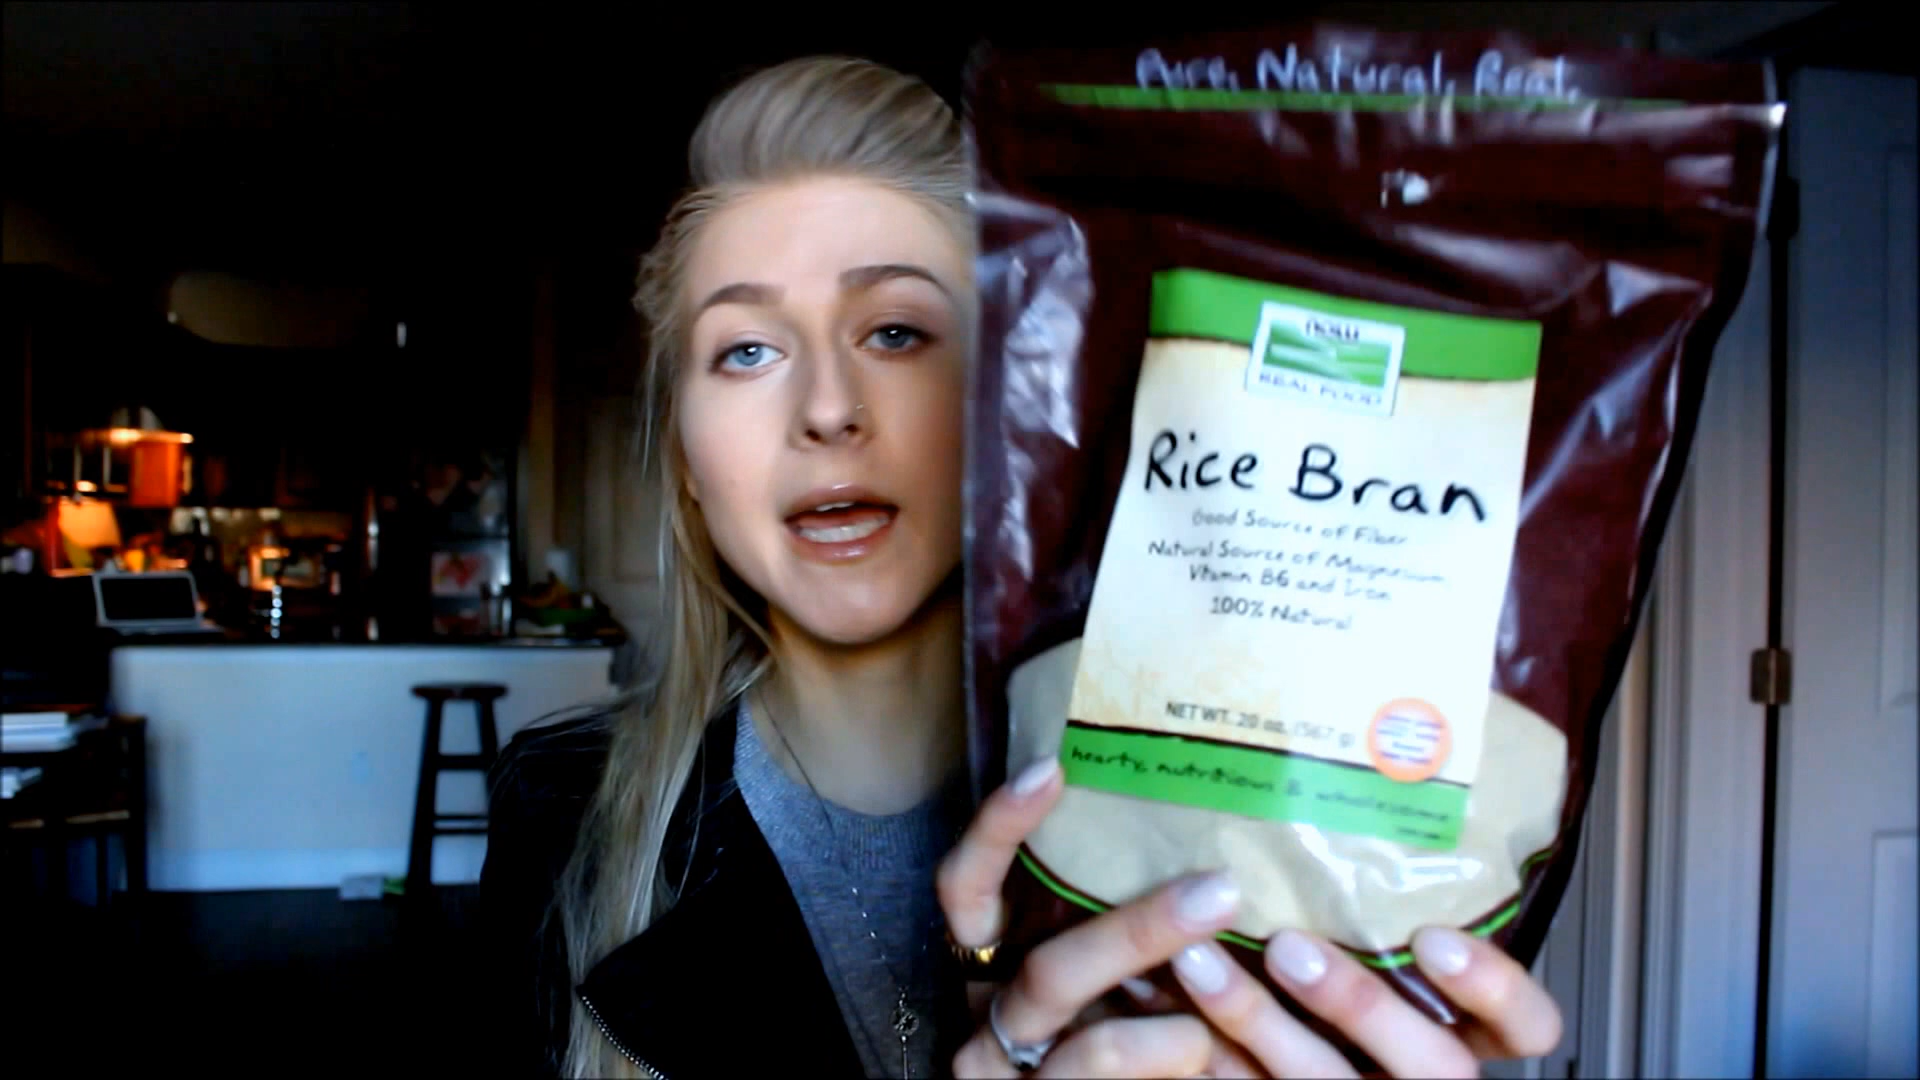 Pure. Natural. Real.
now
REAL FOOD
Rice Bran
Good Source of Fiber
Natural Source of Magnesium
Vitamin B6 and Iron
100% Natural
NET WT. 20 oz. (567 g)
hearty, nutritious & wholesome